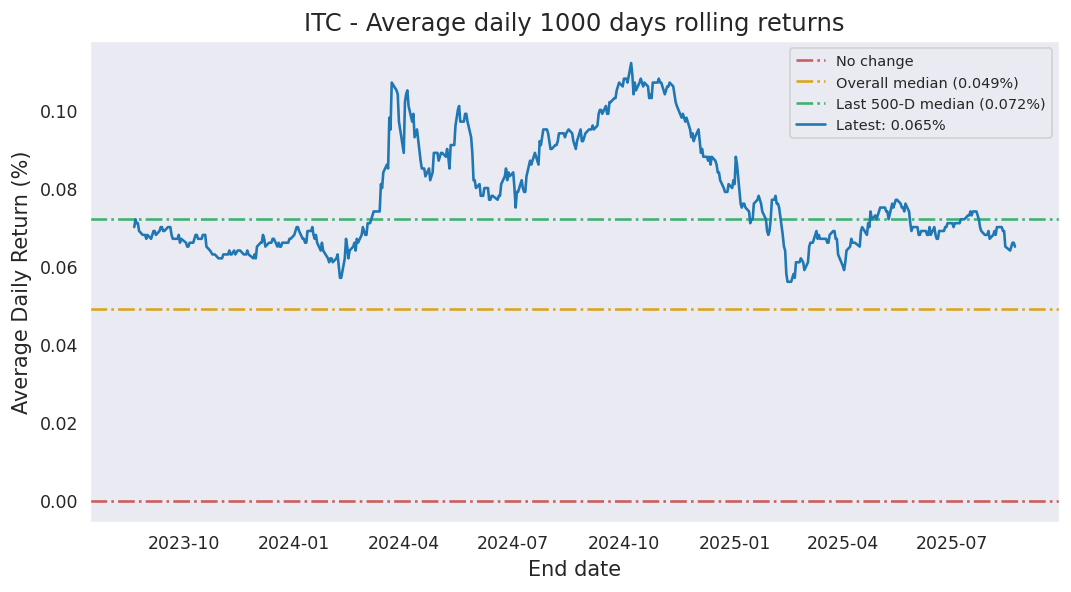 ITC - Average daily 1000 days rolling returns
No change
Overall median (0.049%)
Last 500-D median (0.072%)
Latest: 0.065%
Average Daily Return (%)
0.10
0.08
0.06
0.04
0.02
0.00
2023-10 2024-01 2024-04 2024-07 2024-10 2025-01 2025-04 2025-07
End date